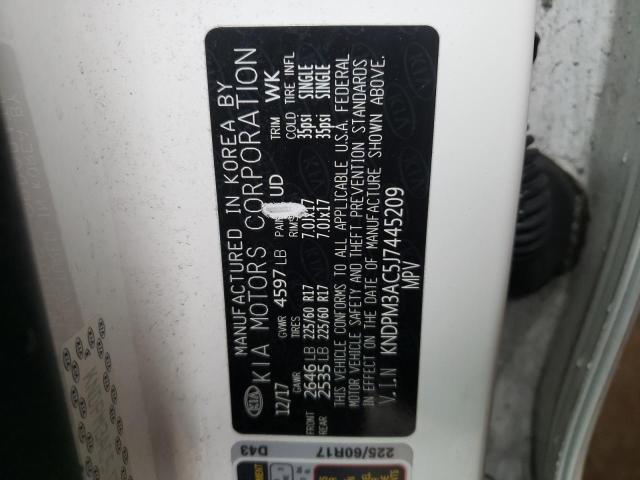 MANUFACTURED IN KOREA BY
KIA MOTORS CORPORATION
KIA
12/17 GVWR 4597 LB PAIN UD TRIM WK
GAWR TIRES RIMS COLD TIRE INFL
FRONT 2646 LB 225/60 R17 7.0Jx17 35psi SINGLE
REAR 2535 LB 225/60 R17 7.0Jx17 35psi SINGLE
THIS VEHICLE CONFORMS TO ALL APPLICABLE U.S.A. FEDERAL
MOTOR VEHICLE SAFETY AND THEFT PREVENTION STANDARDS
IN EFFECT ON THE DATE OF MANUFACTURE SHOWN ABOVE.
V.I.N KNDPM3AC5J7445209
MPV
D43
225/60R17